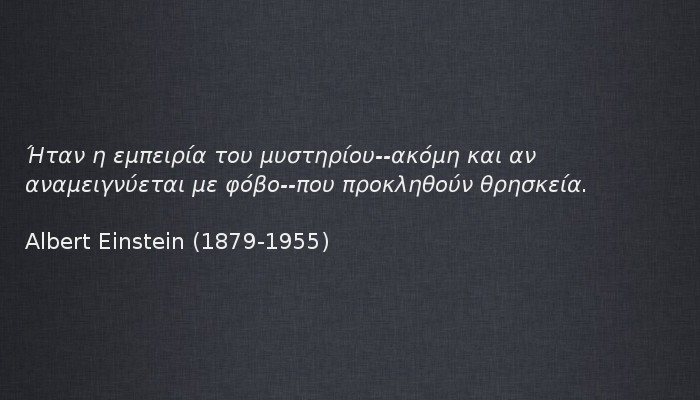 Ήταν η εμπειρία του μυστηρίου--ακόμη και αν
αναμειγνύεται με φόβο--που προκληθούν θρησκεία.
Albert Einstein (1879-1955)